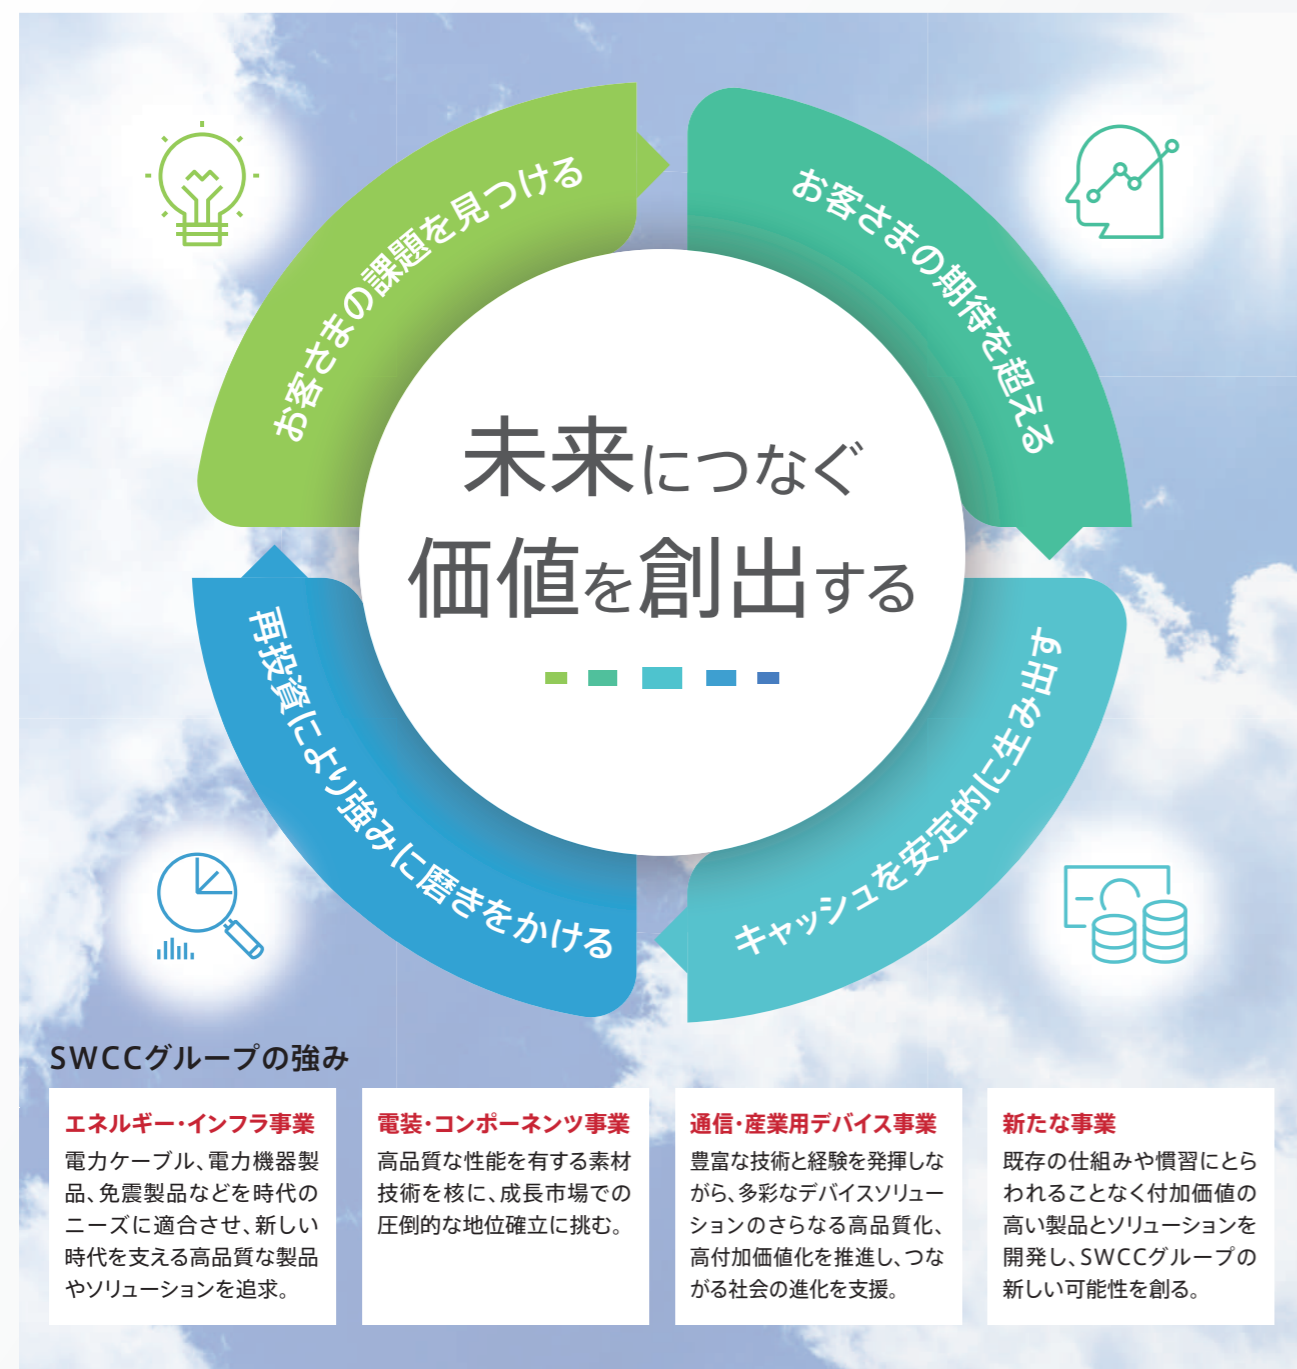 お客さまの課題を見つける
お客さまの期待を超える
未来につなぐ
価値を創出する
再投資により強みに磨きをかける
キャッシュを安定的に生み出す
SWCCグループの強み
エネルギー・インフラ事業
電力ケーブル、電力機器製
品、免震製品などを時代の
ニーズに適合させ、新しい
時代を支える高品質な製品
やソリューションを追求。
電装・コンポーネンツ事業
高品質な性能を有する素材
技術を核に、成長市場での
圧倒的な地位確立に挑む。
通信・産業用デバイス事業
豊富な技術と経験を発揮しな
がら、多彩なデバイスソリュー
ションのさらなる高品質化、
高付加価値化を推進し、つな
がる社会の進化を支援。
新たな事業
既存の仕組みや慣習にとら
われることなく付加価値の
高い製品とソリューションを
開発し、SWCCグループの
新しい可能性を創る。